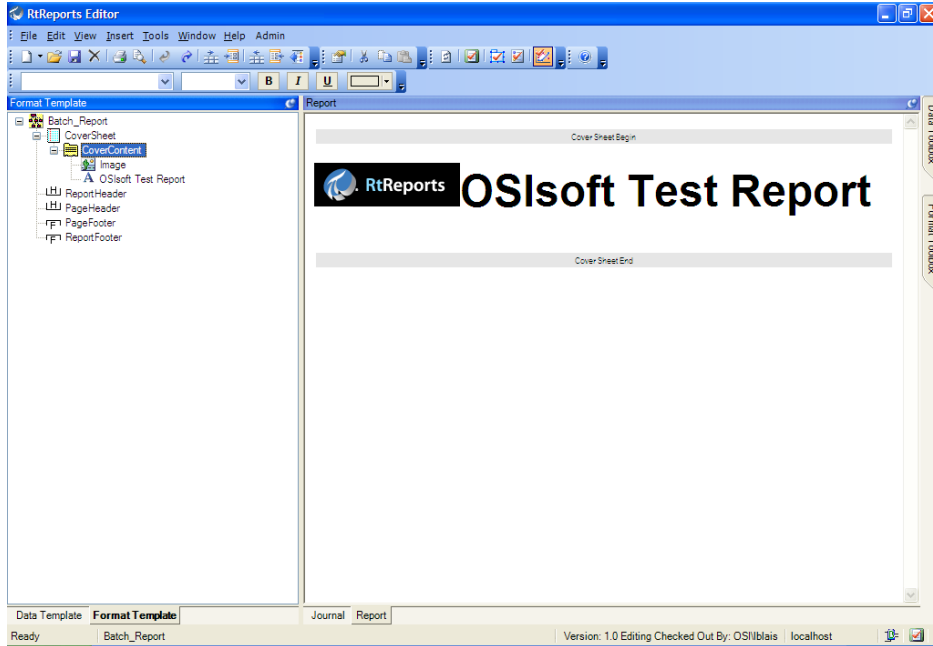 RtReports Editor
File Edit View Insert Tools Window Help Admin
B I U
Format Template
Report
Batch_Report
CoverSheet
CoverContent
Image
A OSIsoft Test Report
ReportHeader
PageHeader
PageFooter
ReportFooter
Cover Sheet Begin
RtReports OSIsoft Test Report
Cover Sheet End
Data Toolbox
Format Toolbox
Data Template Format Template
Journal Report
Ready Batch_Report Version: 1.0 Editing Checked Out By: OSI\lblais localhost